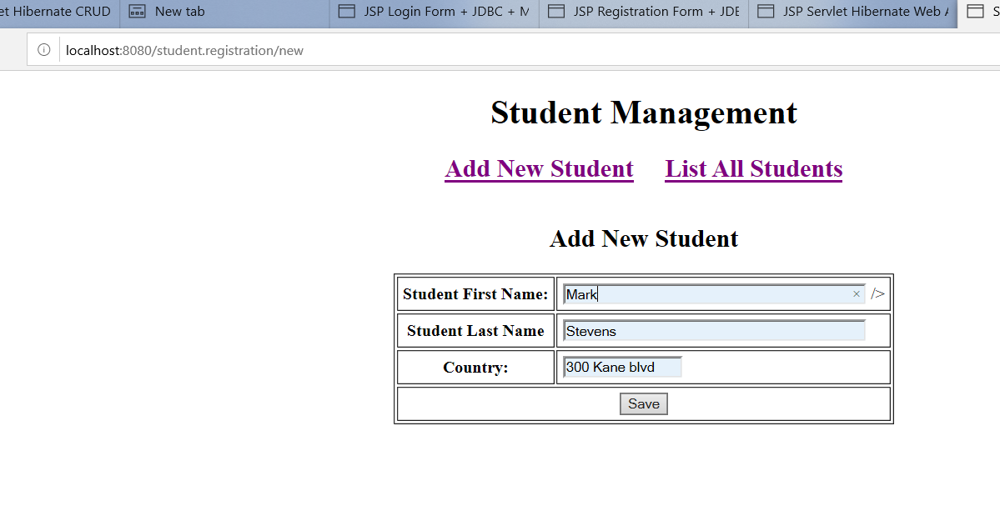 et Hibernate CRUD New tab JSP Login Form + JDBC + M JSP Registration Form + JDE JSP Servlet Hibernate Web A S
localhost:8080/student.registration/new
Student Management
Add New Student List All Students
Add New Student
Student First Name: Mark × />
Student Last Name Stevens
Country: 300 Kane blvd
Save